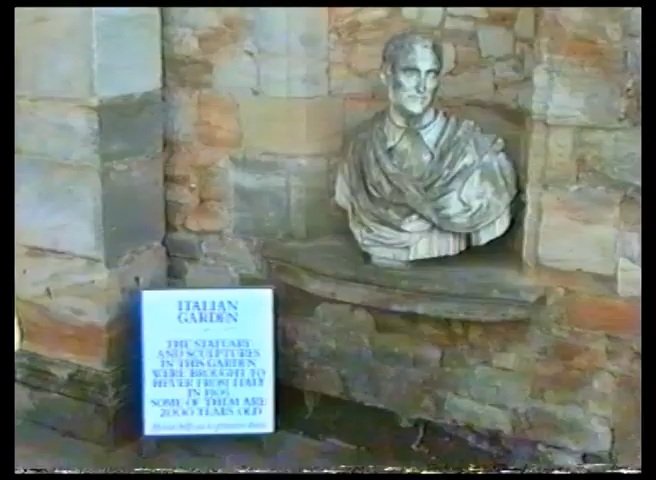 ITALIAN
GARDEN
THE STATUARY
AND SCULPTURES
IN THIS GARDEN
WERE BROUGHT TO
HEVER FROM ITALY
IN
SOME OF THEM ARE
2000 YEARS OLD